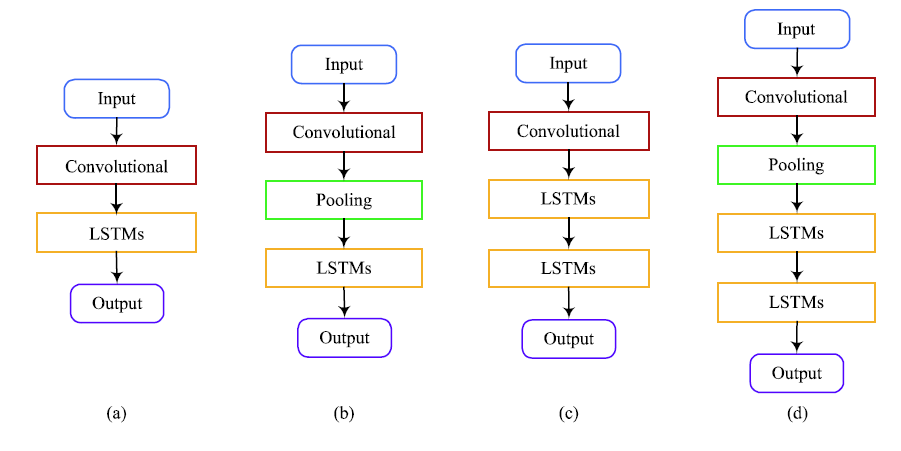 Input
Convolutional
LSTMs
Output
(a)
Input
Convolutional
Pooling
LSTMs
Output
(b)
Input
Convolutional
LSTMs
LSTMs
Output
(c)
Input
Convolutional
Pooling
LSTMs
LSTMs
Output
(d)